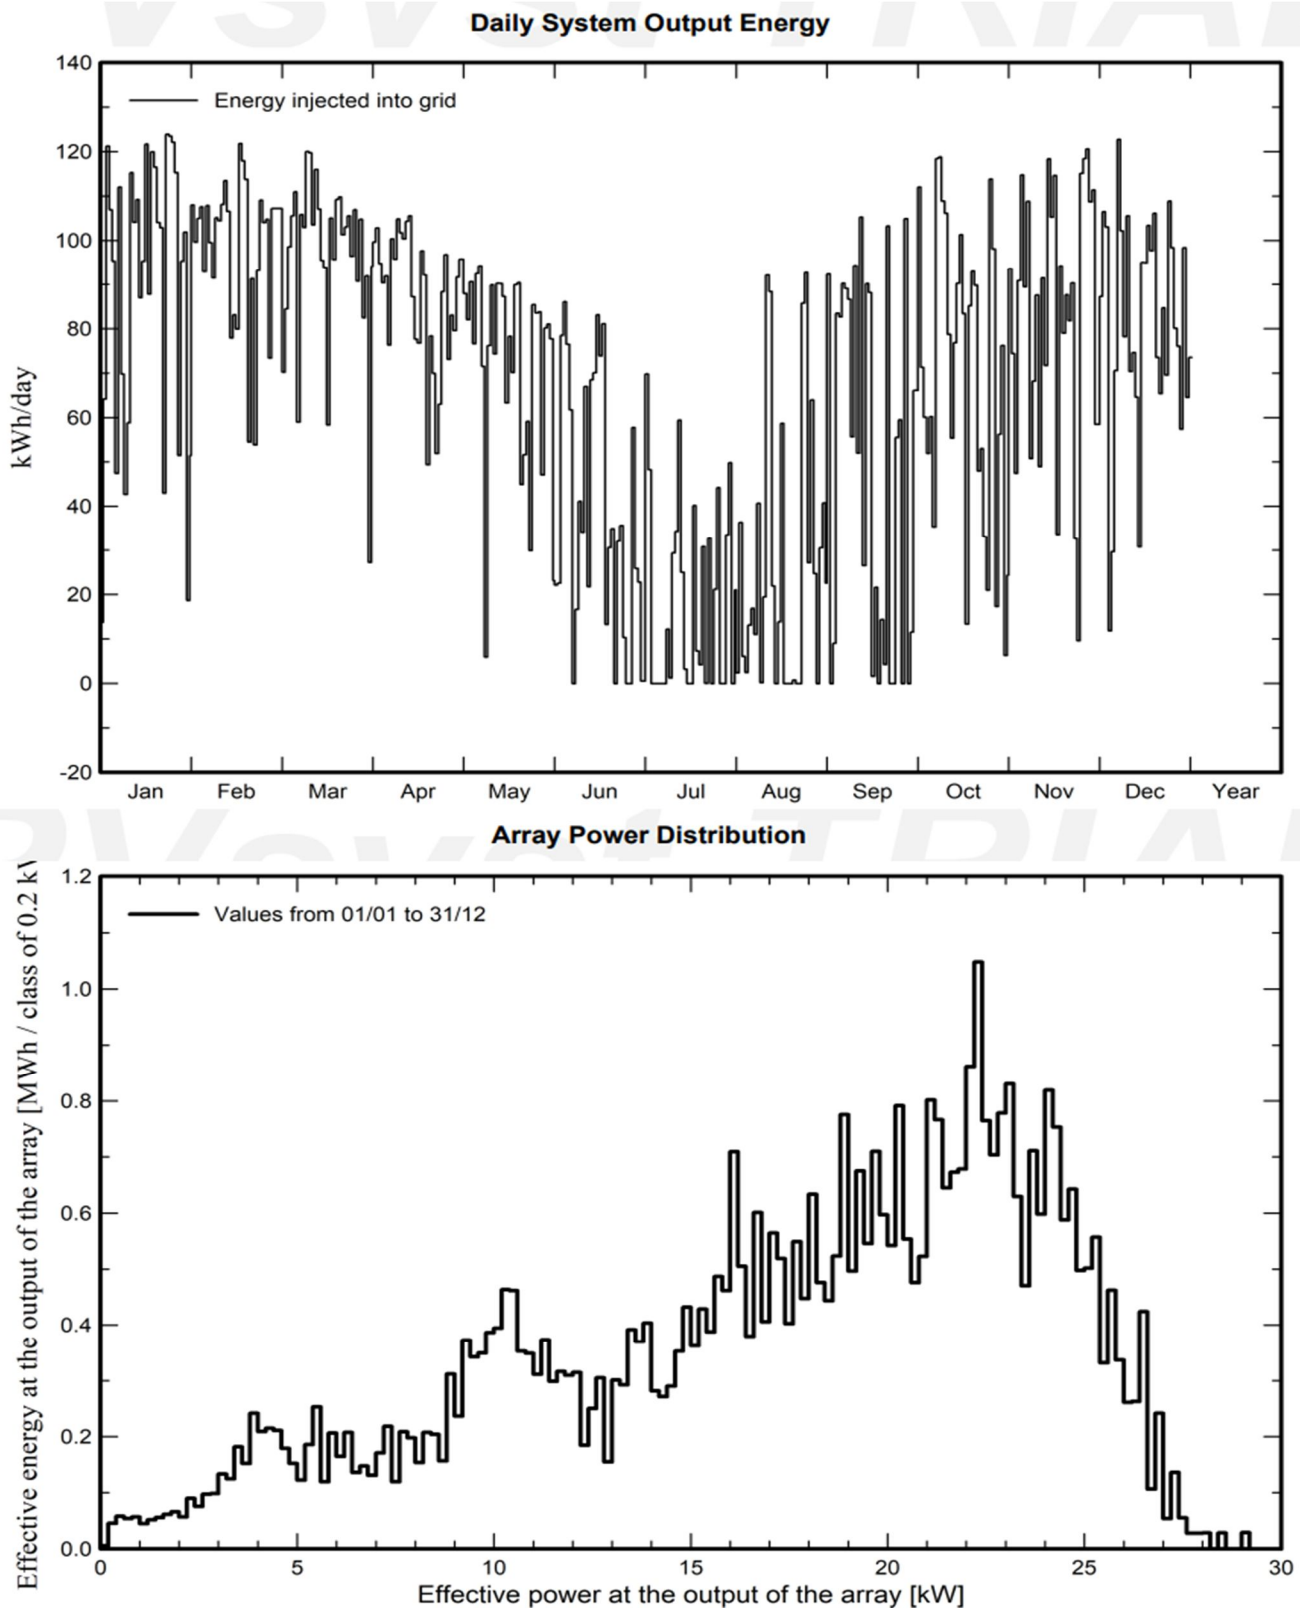 PVsyst TRIAL
Daily System Output Energy
140
Energy injected into grid
120
100
80
60
40
20
0
-20
kWh/day
Jan Feb Mar Apr May Jun Jul Aug Sep Oct Nov Dec Year
PVsyst TRIAL
Array Power Distribution
1.2
Values from 01/01 to 31/12
1.0
0.8
0.6
0.4
0.2
0.0
Effective energy at the output of the array [MWh / class of 0.2 k
0 5 10 15 20 25 30
Effective power at the output of the array [kW]